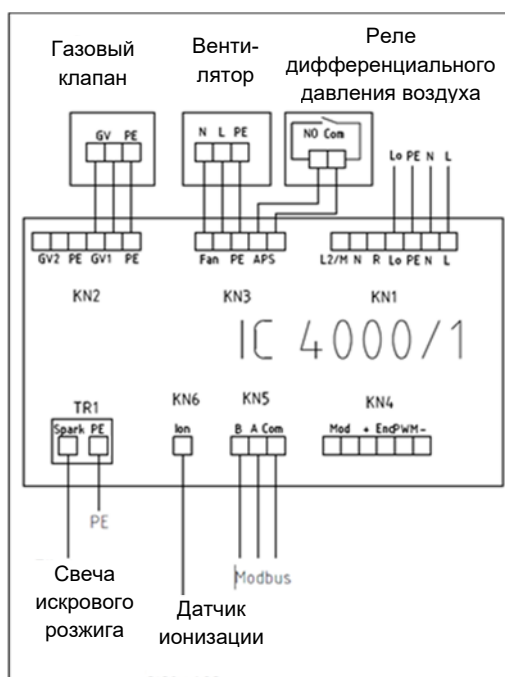 Газовый
клапан
Венти-
лятор
Реле
дифференциального
давления воздуха
GV PE
N L PE
NO Com
Lo PE N L
GV2 PE GV1 PE
Fan PE APS
L2/M N R Lo PE N L
KN2
KN3
KN1
IC 4000/1
TR1
KN6
KN5
KN4
Spark PE
Ion
B A Com
Mod + EncPWM-
PE
Modbus
Свеча
искрового
розжига
Датчик
ионизации